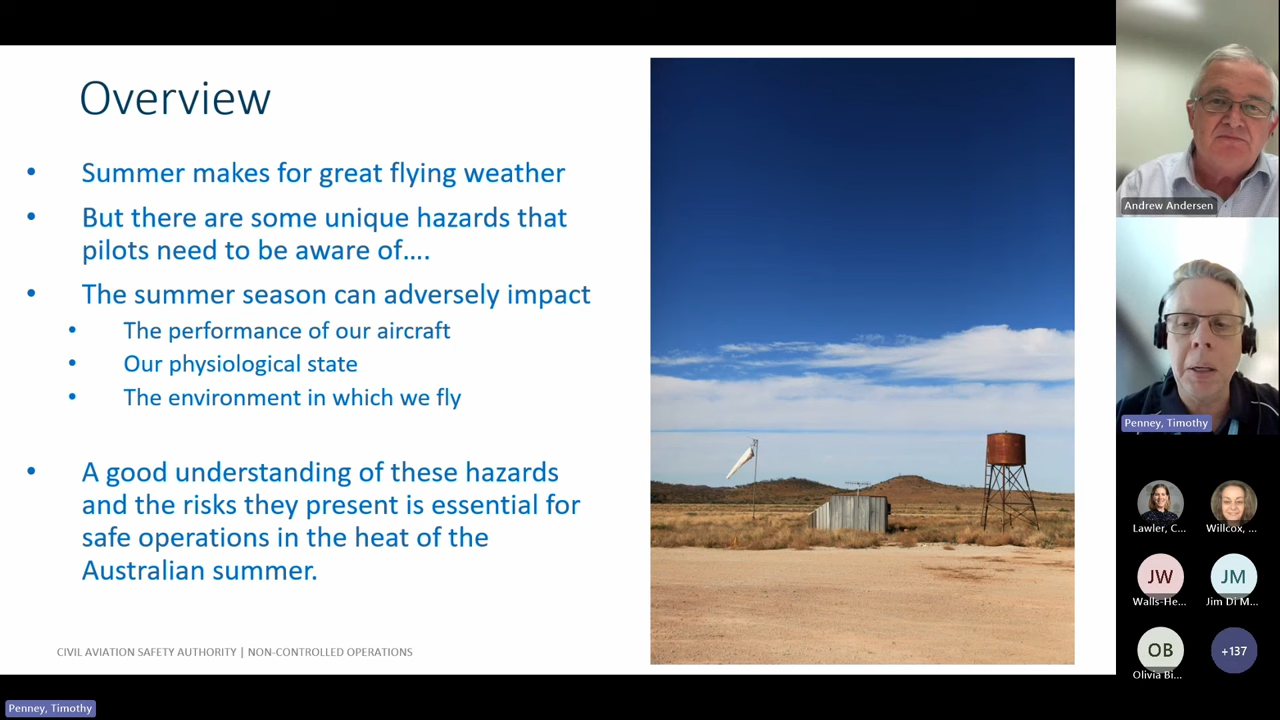 Overview
• Summer makes for great flying weather
• But there are some unique hazards that
pilots need to be aware of....
• The summer season can adversely impact
• The performance of our aircraft
• Our physiological state
• The environment in which we fly
• A good understanding of these hazards
and the risks they present is essential for
safe operations in the heat of the
Australian summer.
CIVIL AVIATION SAFETY AUTHORITY | NON-CONTROLLED OPERATIONS
Penney, Timothy
Andrew Andersen
Penney, Timothy
Lawler, C...
Willcox, ...
JW
Walls-He...
JM
Jim Di M...
OB
Olivia Bi...
+137